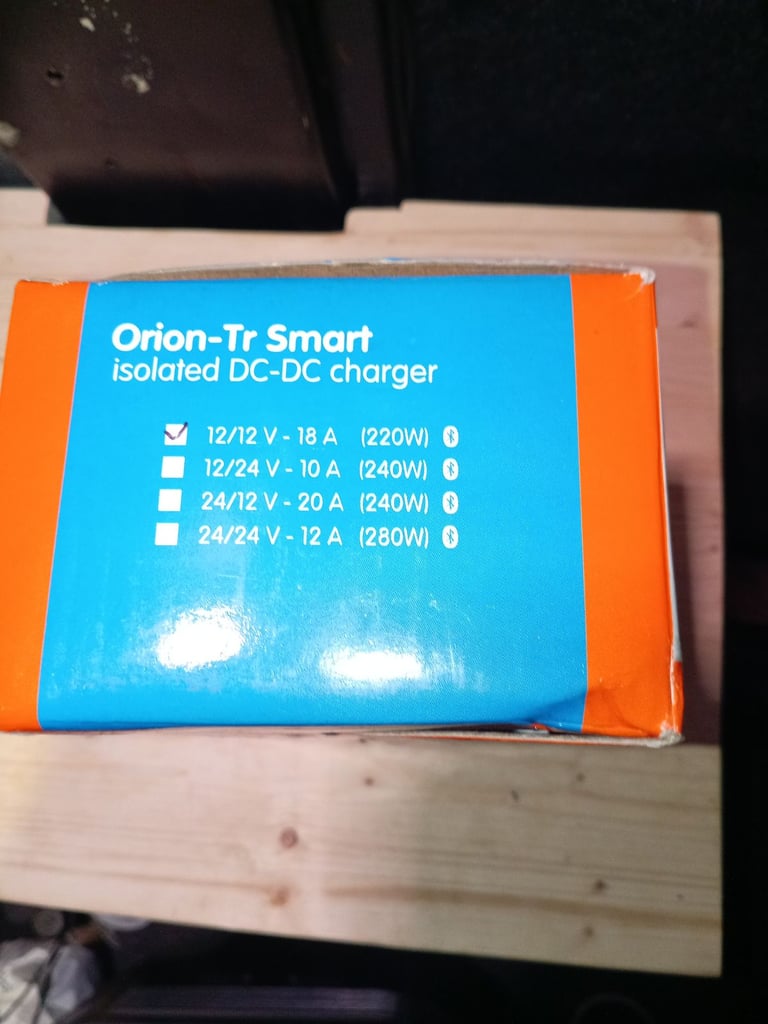 Orion-Tr Smart
isolated DC-DC charger
12/12 V - 18 A (220W)
12/24 V - 10 A (240W)
24/12 V - 20 A (240W)
24/24 V - 12 A (280W)